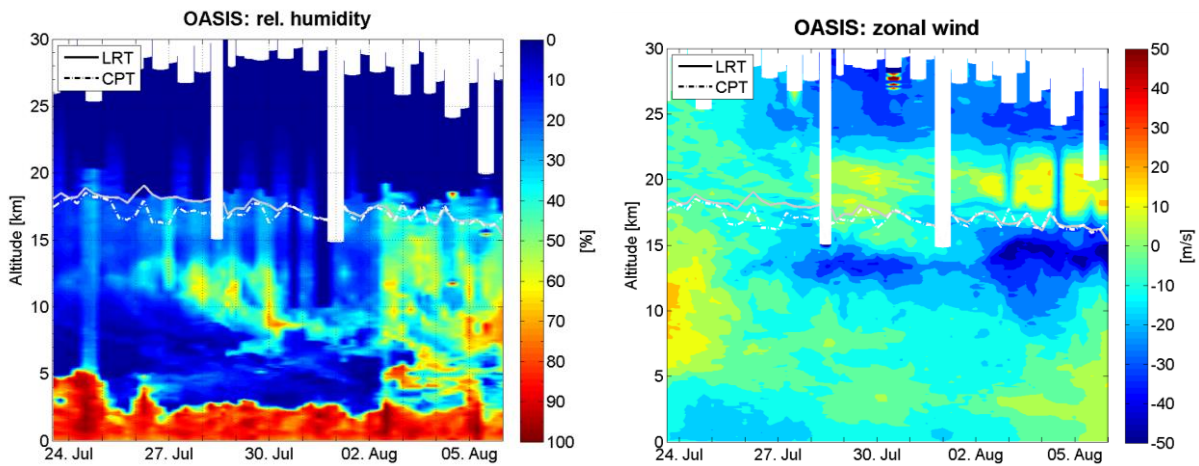 OASIS: rel. humidity
LRT
CPT
Altitude [km]
30
25
20
15
10
5
0
24. Jul
27. Jul
30. Jul
02. Aug
05. Aug
0
10
20
30
40
50
60
70
80
90
100
[%]
OASIS: zonal wind
LRT
CPT
Altitude [km]
30
25
20
15
10
5
0
24. Jul
27. Jul
30. Jul
02. Aug
05. Aug
50
40
30
20
10
0
-10
-20
-30
-40
-50
[m/s]